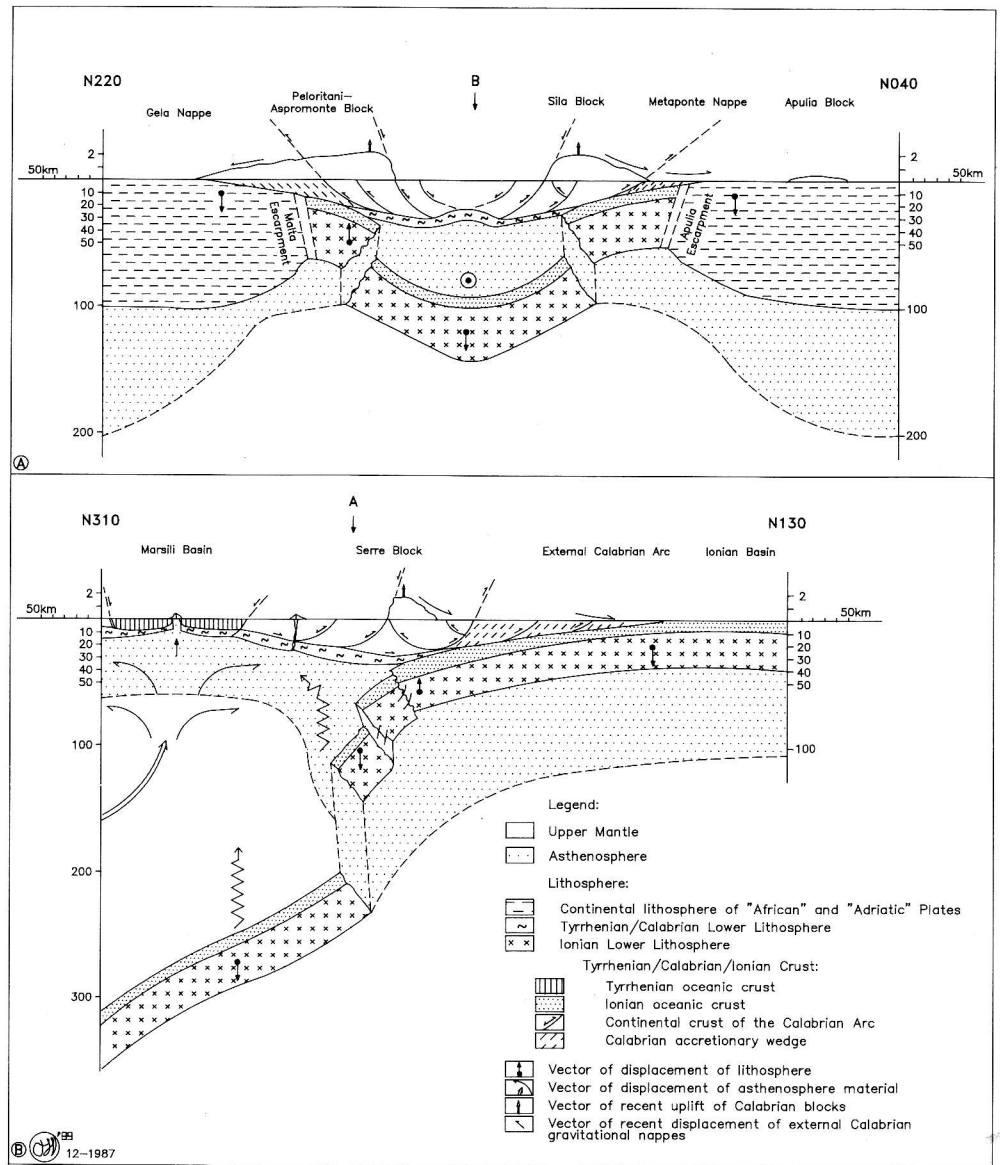 N220
B
N040
Gela Nappe
Peloritani–
Aspromonte Block
Sila Block
Metaponte Nappe
Apulia Block
50km
50km
2
10
20
30
40
50
100
200
2
10
20
30
40
50
100
200
Malta
Escarpment
Apulia
Escarpment
A
A
N310
N130
Marsili Basin
Serre Block
External Calabrian Arc
Ionian Basin
50km
50km
2
10
20
30
40
50
100
200
300
2
10
20
30
40
50
100
Legend:
Upper Mantle
Asthenosphere
Lithosphere:
Continental lithosphere of "African" and "Adriatic" Plates
Tyrrhenian/Calabrian Lower Lithosphere
Ionian Lower Lithosphere
Tyrrhenian/Calabrian/Ionian Crust:
Tyrrhenian oceanic crust
Ionian oceanic crust
Continental crust of the Calabrian Arc
Calabrian accretionary wedge
Vector of displacement of lithosphere
Vector of displacement of asthenosphere material
Vector of recent uplift of Calabrian blocks
Vector of recent displacement of external Calabrian
gravitational nappes
B
12–1987